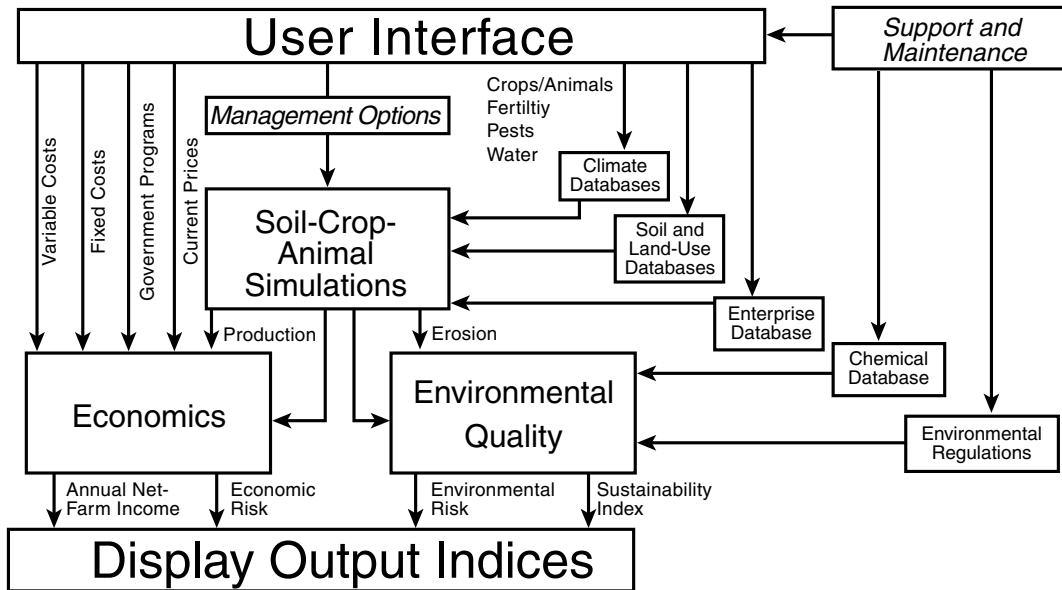 User Interface
Support and
Maintenance
Variable Costs
Fixed Costs
Government Programs
Current Prices
Management Options
Crops/Animals
Fertiltiy
Pests
Water
Climate
Databases
Soil-Crop-
Animal
Simulations
Soil and
Land-Use
Databases
Enterprise
Database
Production
Erosion
Chemical
Database
Economics
Environmental
Quality
Environmental
Regulations
Annual Net-
Farm Income
Economic
Risk
Environmental
Risk
Sustainability
Index
Display Output Indices